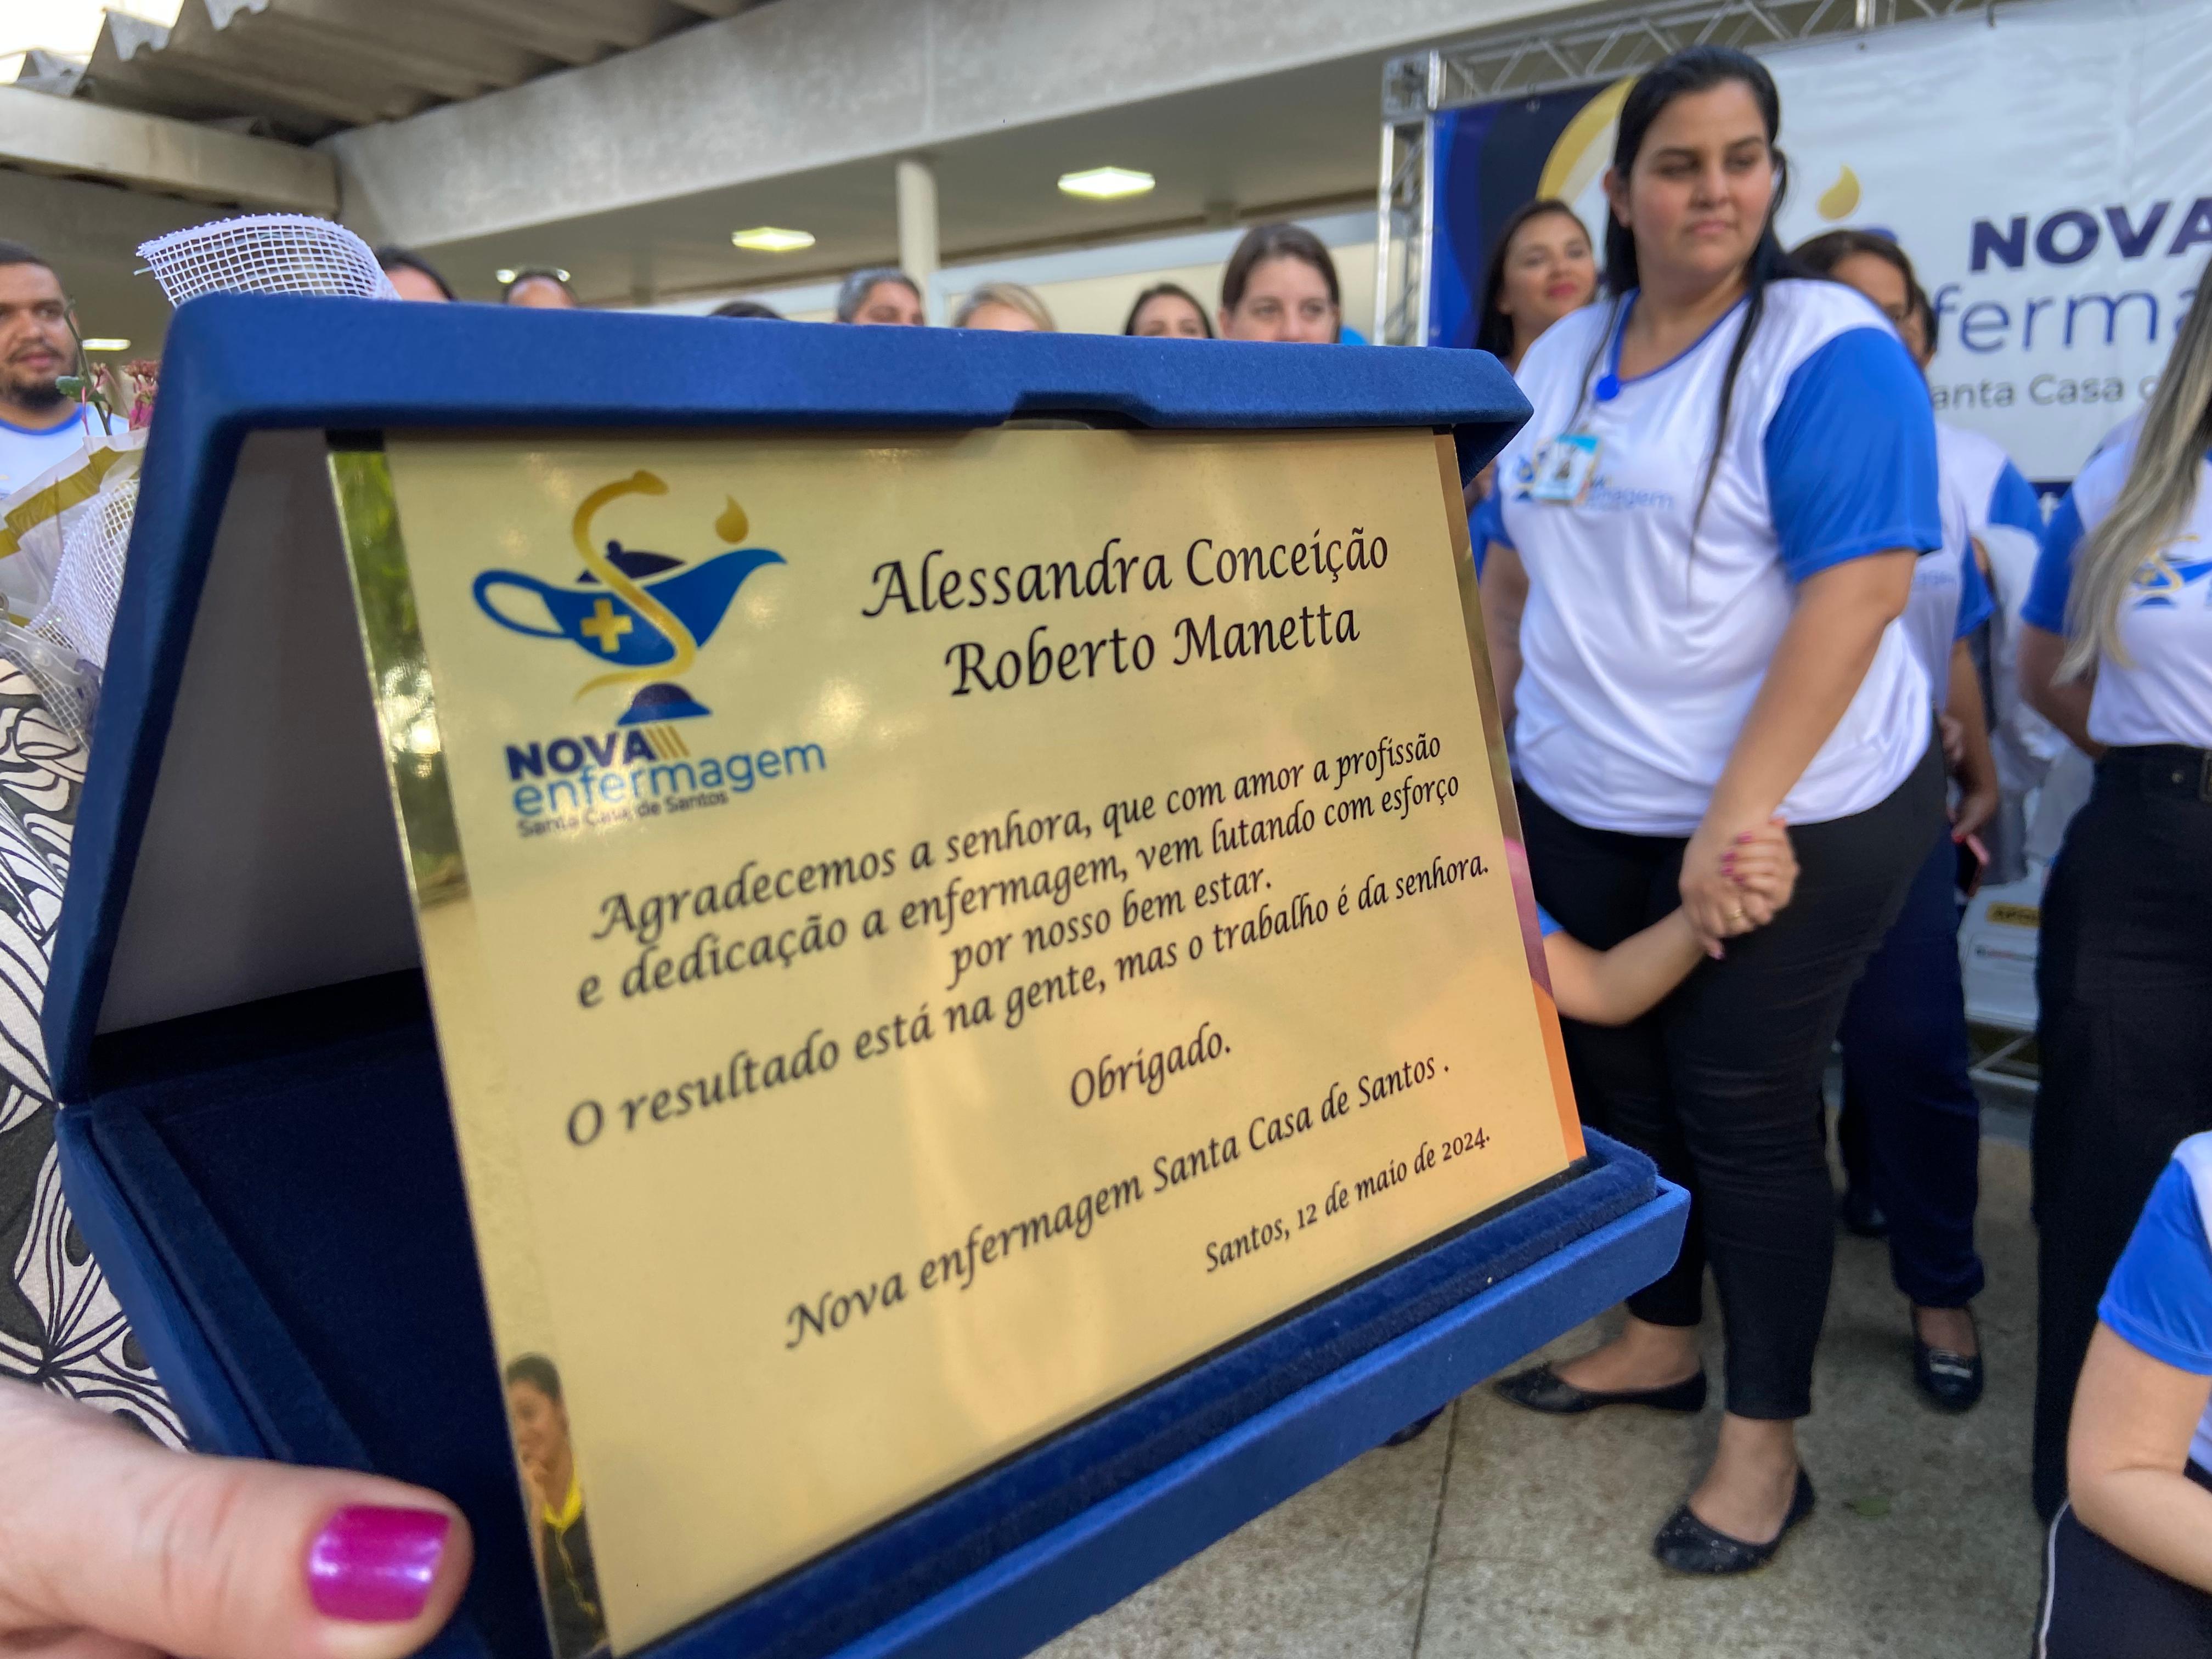 Alessandra Conceição
Roberto Manetta
NOVA
enfermagem
Santa Casa de Santos
Agradecemos a senhora, que com amor a profissão
e dedicação a enfermagem, vem lutando com esforço
por nosso bem estar.
O resultado está na gente, mas o trabalho é da senhora.
Obrigado.
Nova enfermagem Santa Casa de Santos .
Santos, 12 de maio de 2024.
NOVA
ferma
anta Casa d